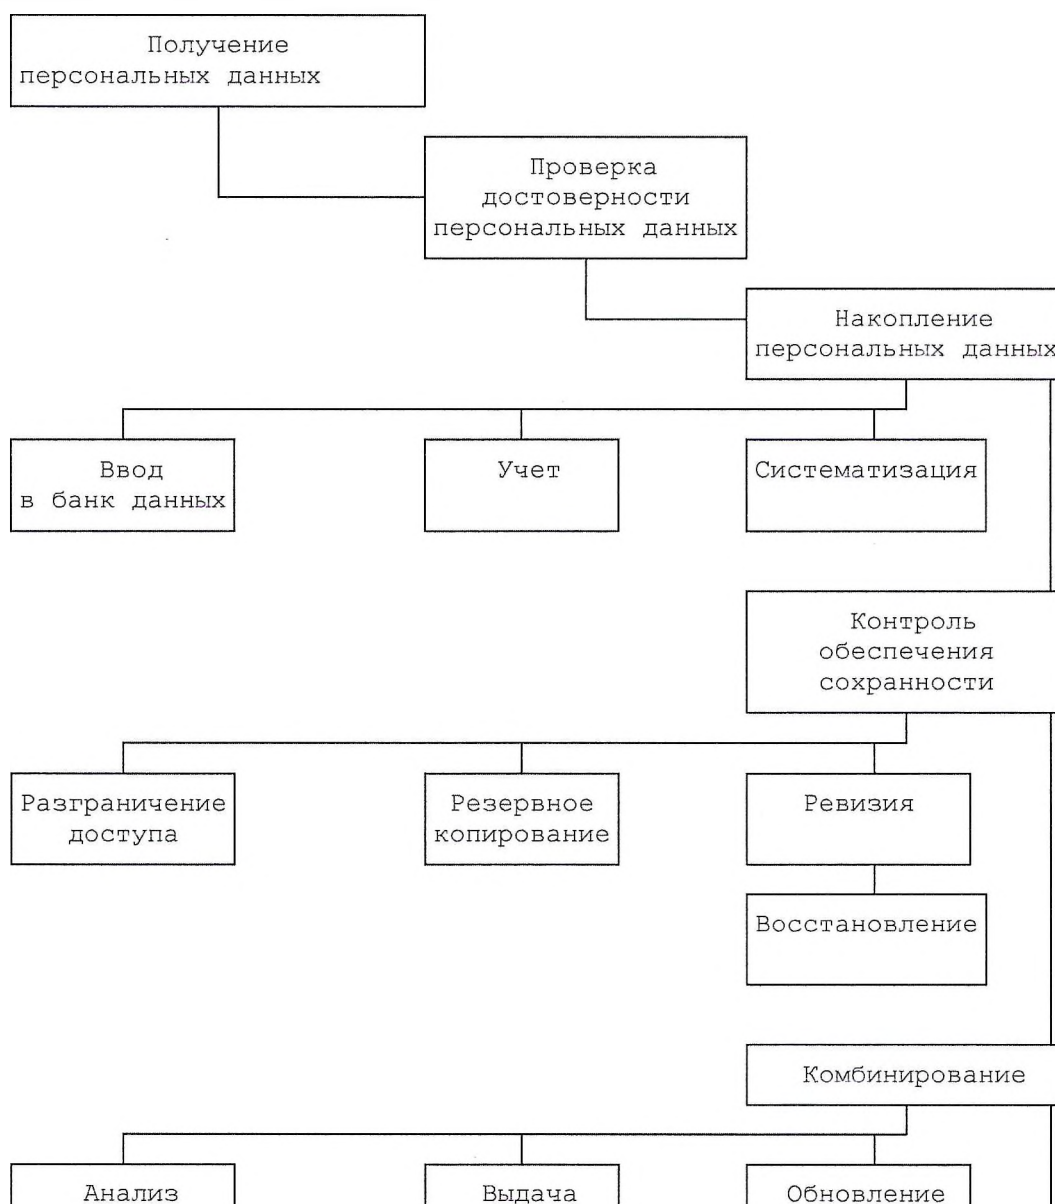 Получение
персональных данных
Проверка
достоверности
персональных данных
Накопление
персональных данных
Ввод
в банк данных
Учет
Систематизация
Контроль
обеспечения
сохранности
Разграничение
доступа
Резервное
копирование
Ревизия
Восстановление
Комбинирование
Анализ
Выдача
Обновление